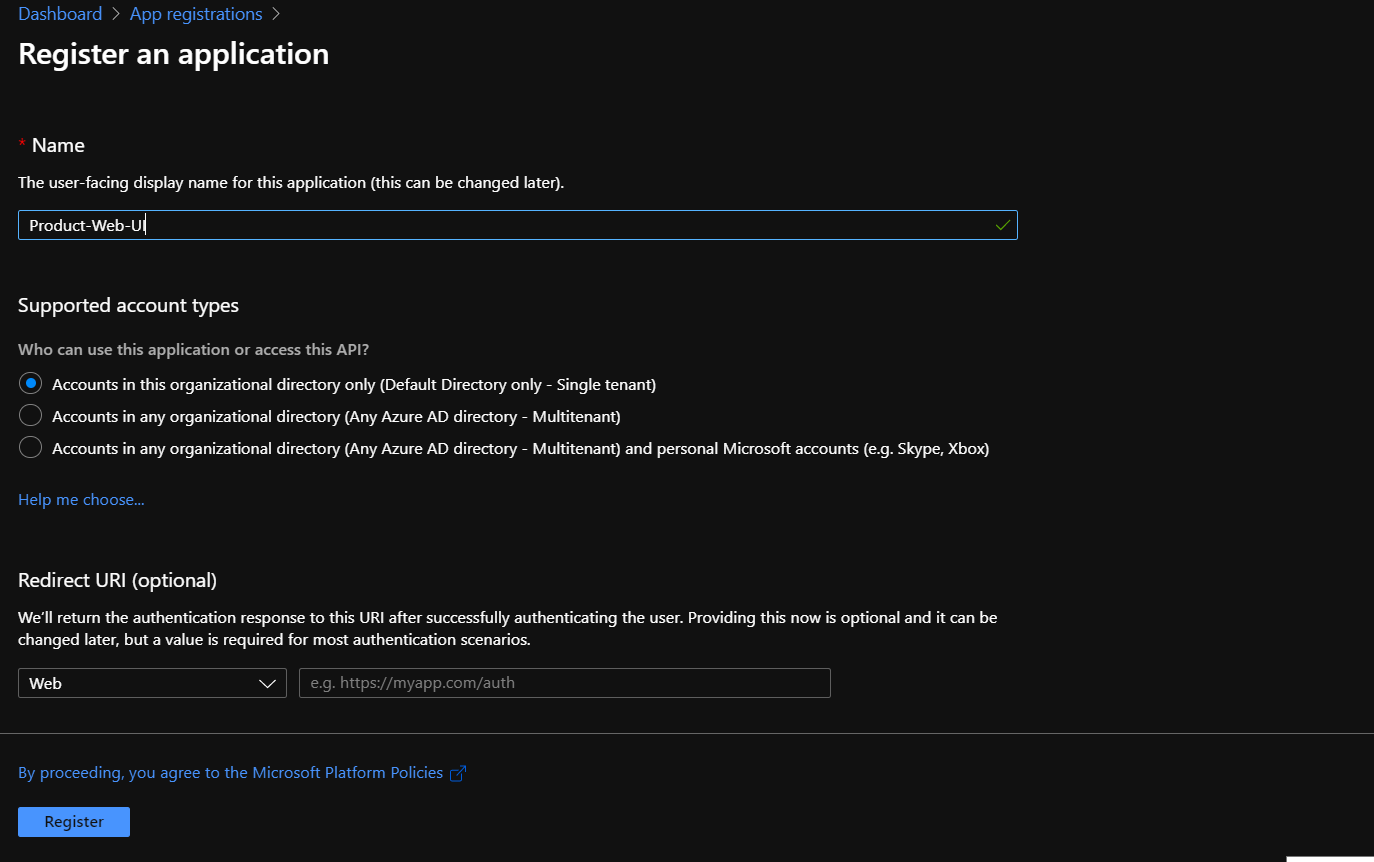 Dashboard > App registrations >
Register an application
* Name
The user-facing display name for this application (this can be changed later).
Product-Web-UI
Supported account types
Who can use this application or access this API?
Accounts in this organizational directory only (Default Directory only - Single tenant)
Accounts in any organizational directory (Any Azure AD directory - Multitenant)
Accounts in any organizational directory (Any Azure AD directory - Multitenant) and personal Microsoft accounts (e.g. Skype, Xbox)
Help me choose...
Redirect URI (optional)
We'll return the authentication response to this URI after successfully authenticating the user. Providing this now is optional and it can be
changed later, but a value is required for most authentication scenarios.
Web e.g. https://myapp.com/auth
By proceeding, you agree to the Microsoft Platform Policies
Register